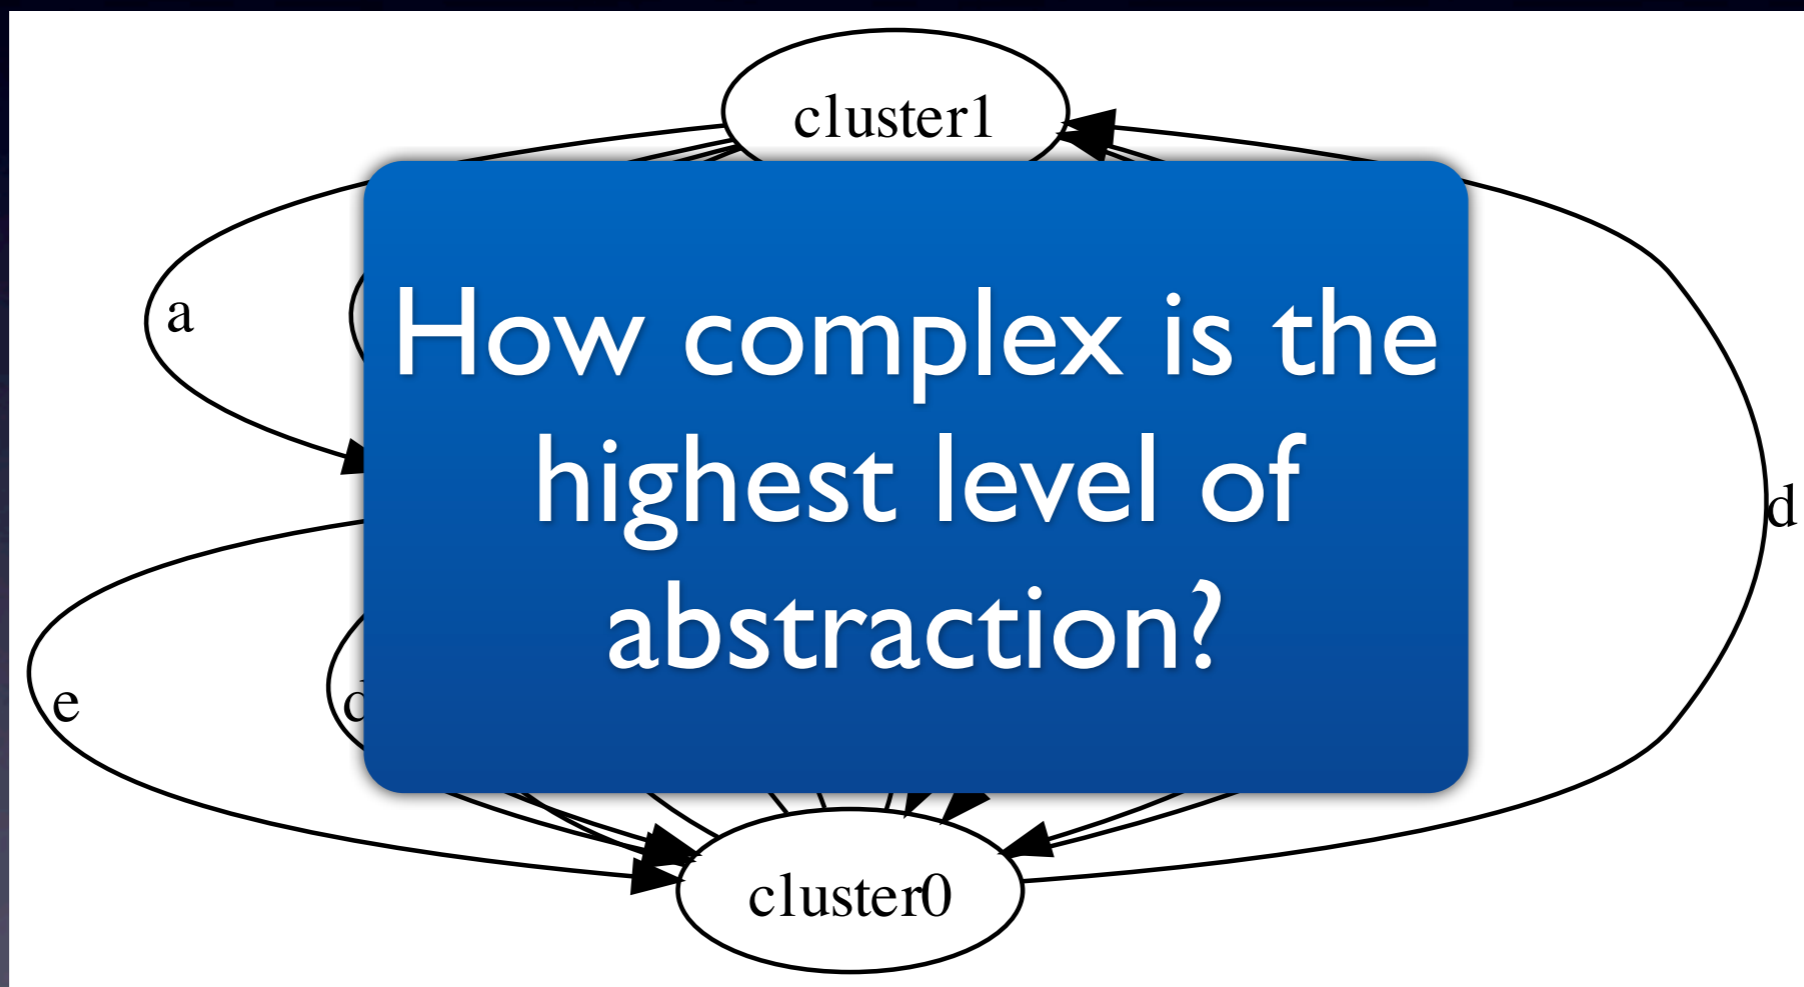 cluster1
a
How complex is the
highest level of
abstraction?
d
e
cluster0